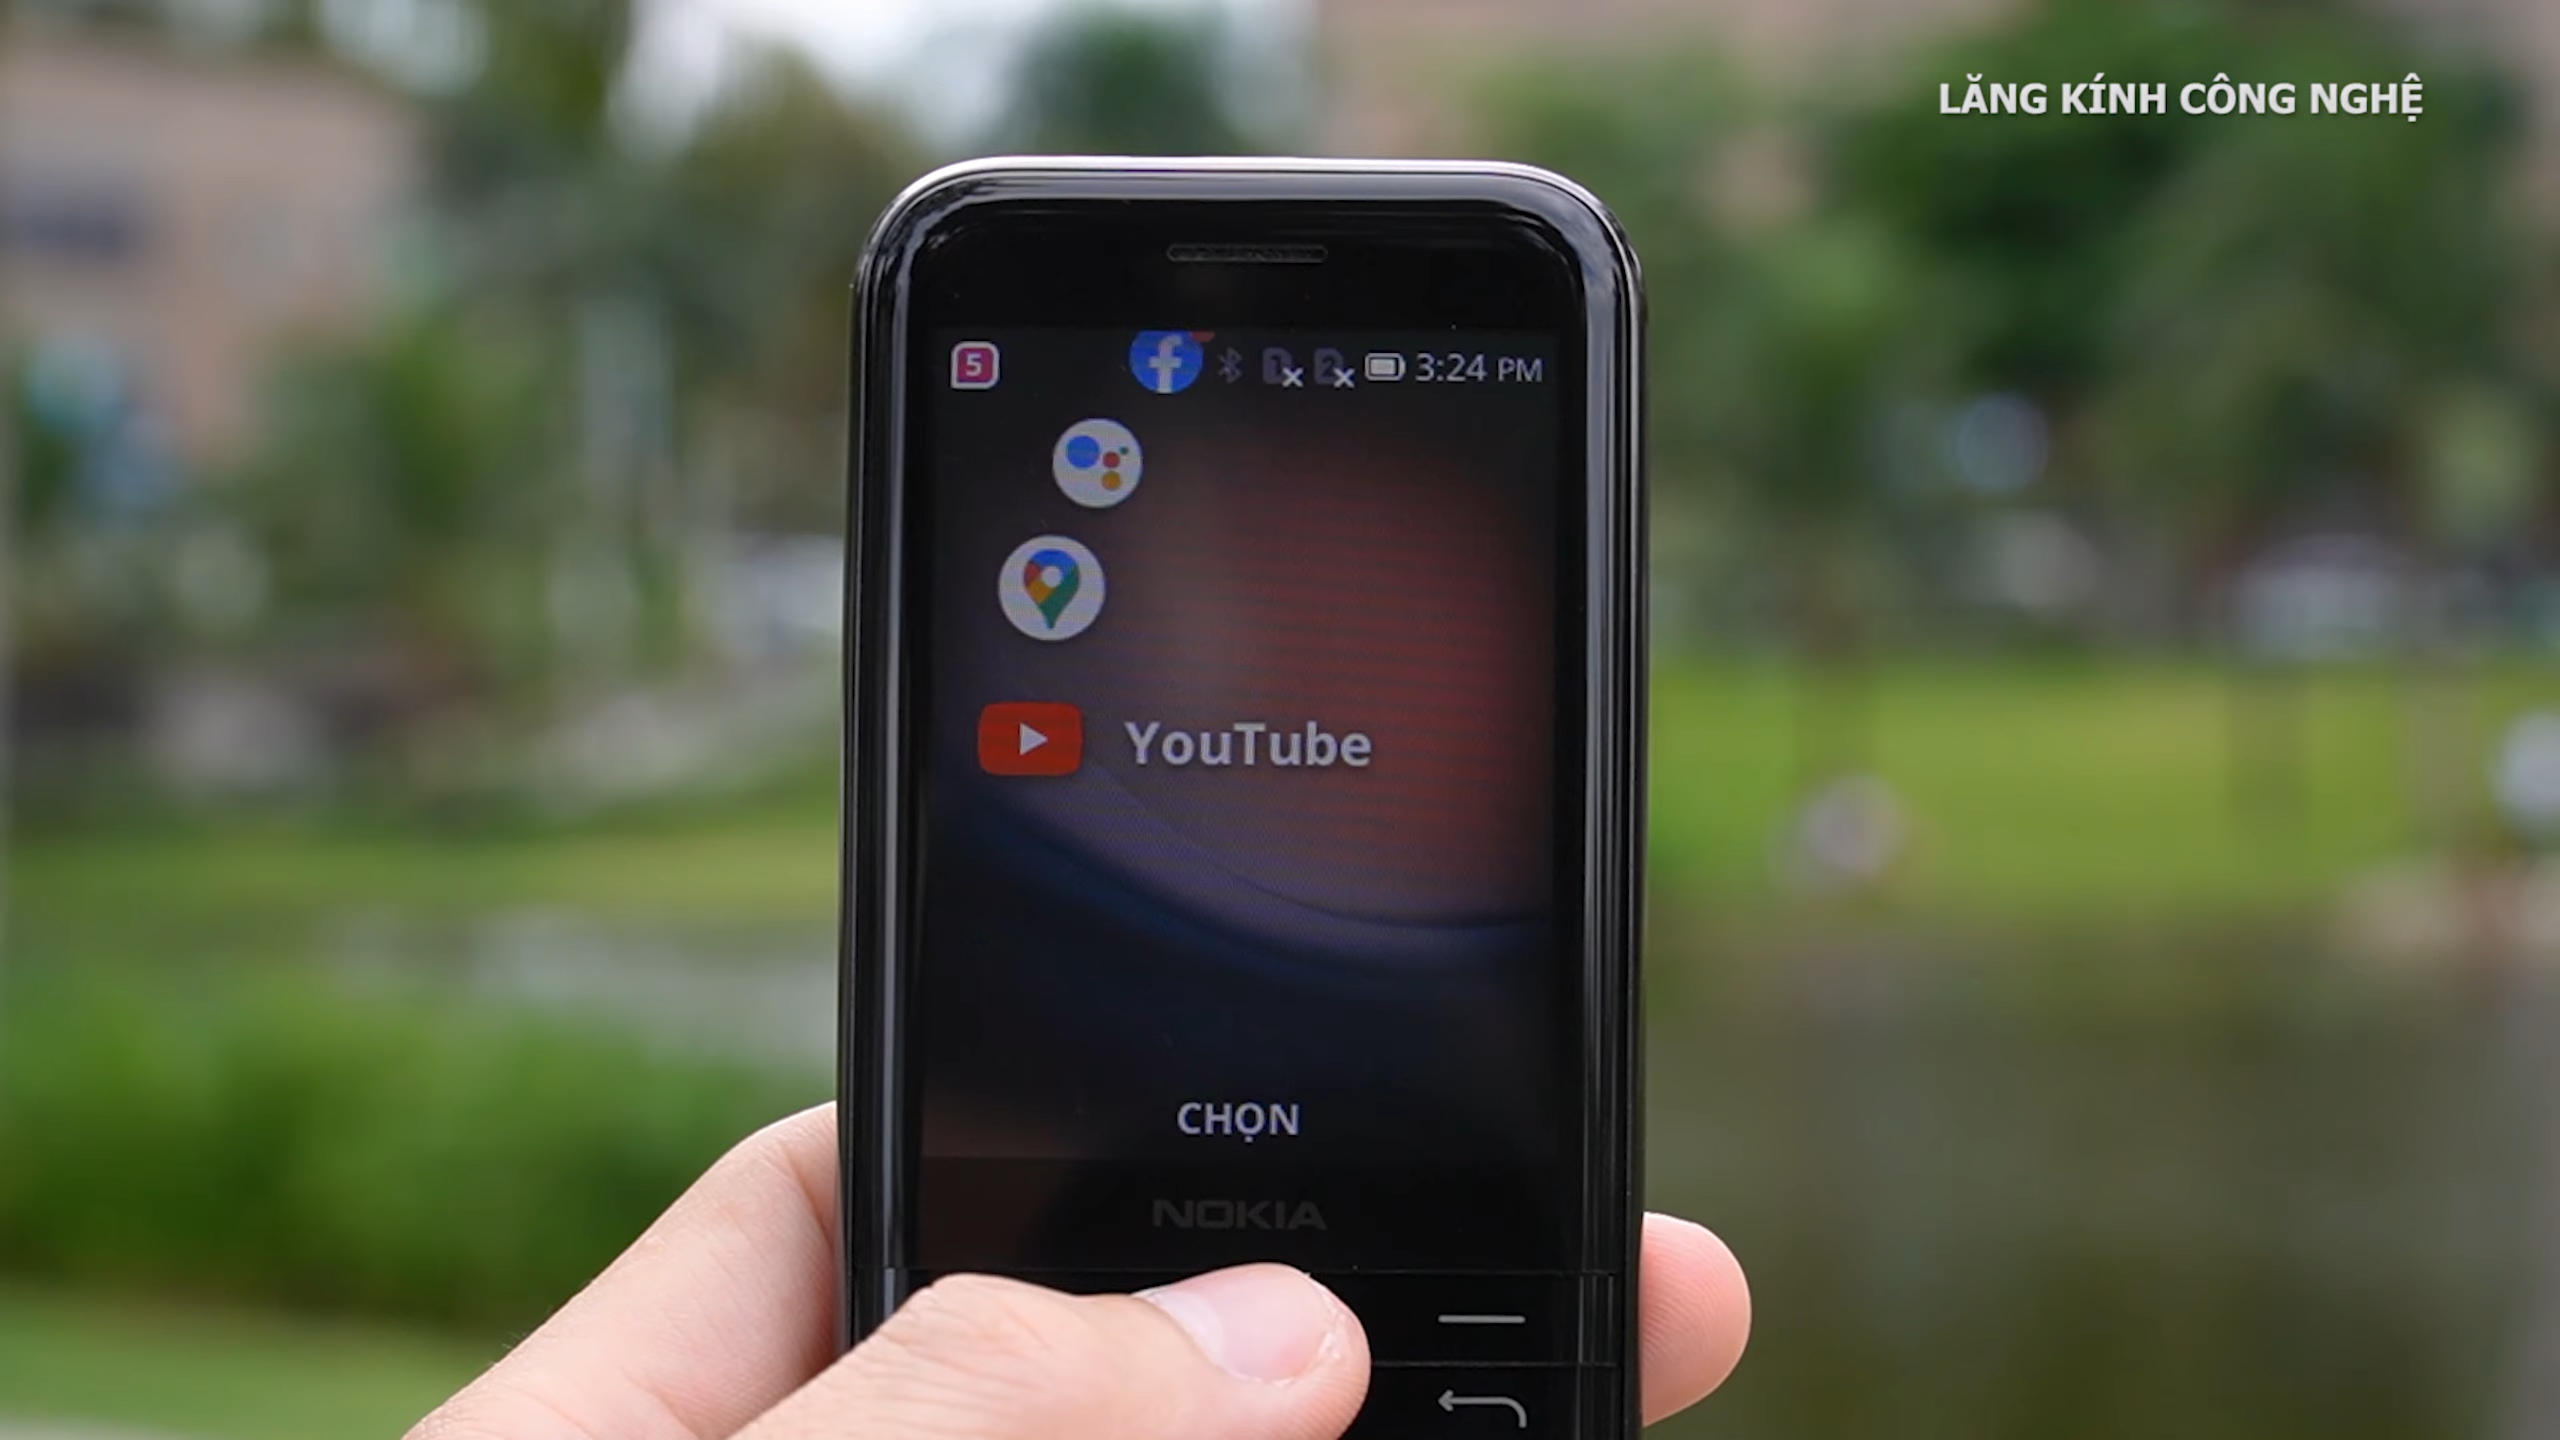 LĂNG KÍNH CÔNG NGHỆ
5 3:24 PM
YouTube
CHỌN
NOKIA